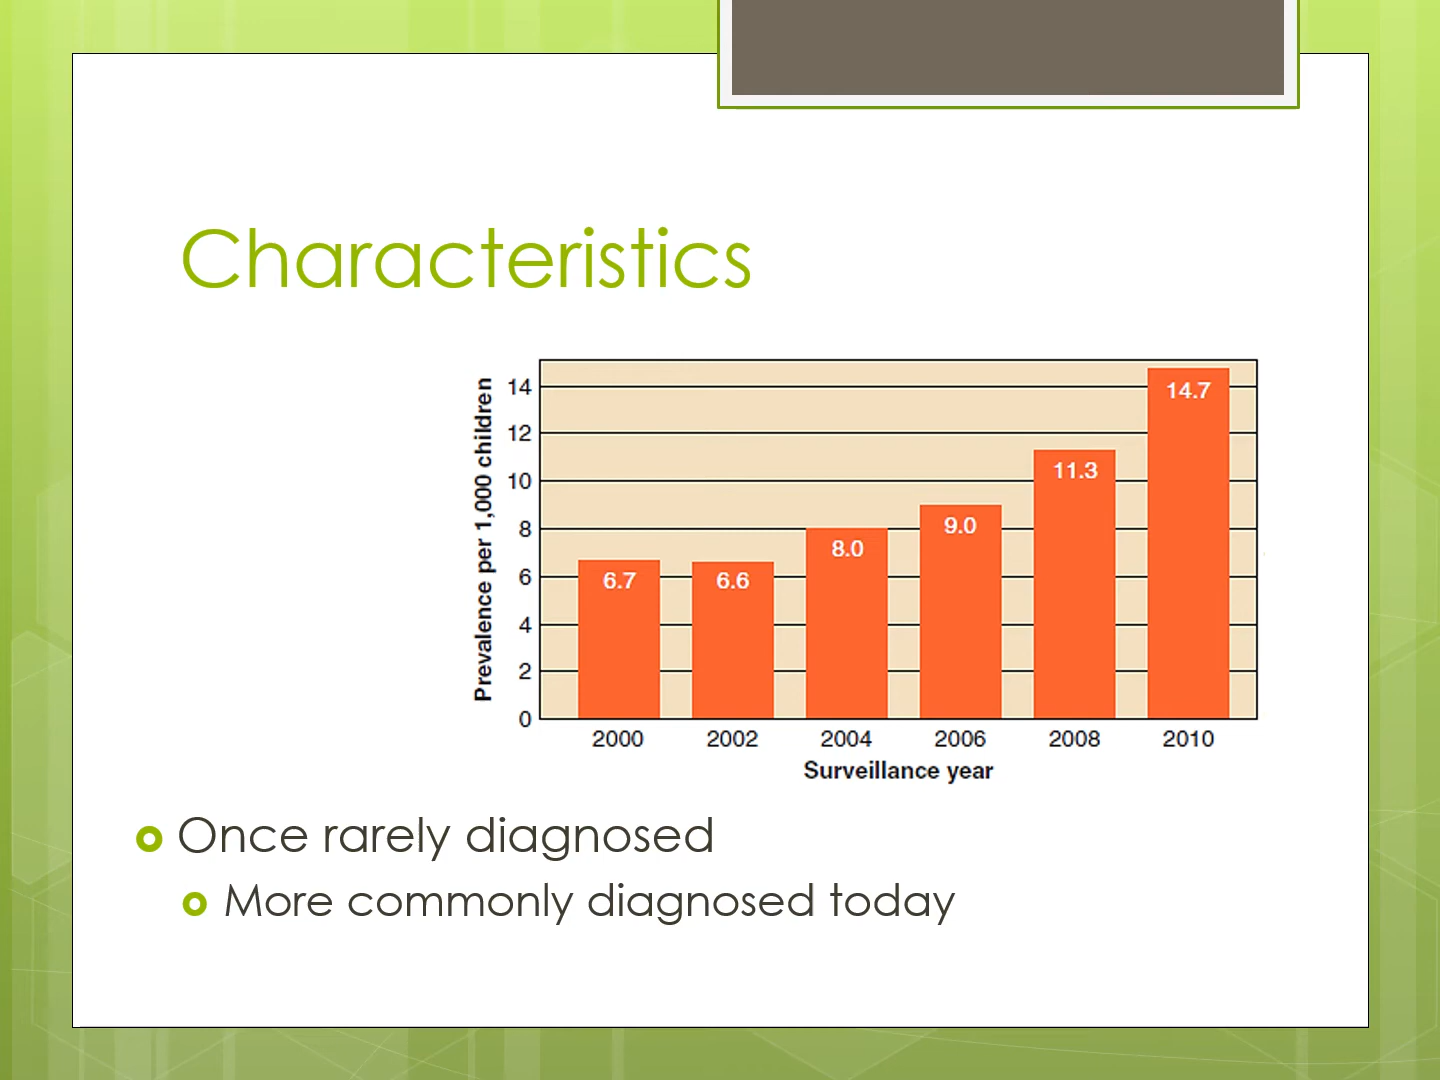 Characteristics
Prevalence per 1,000 children
14
12
10
8
6
4
2
0
6.7
6.6
8.0
9.0
11.3
14.7
2000 2002 2004 2006 2008 2010
Surveillance year
Once rarely diagnosed
More commonly diagnosed today